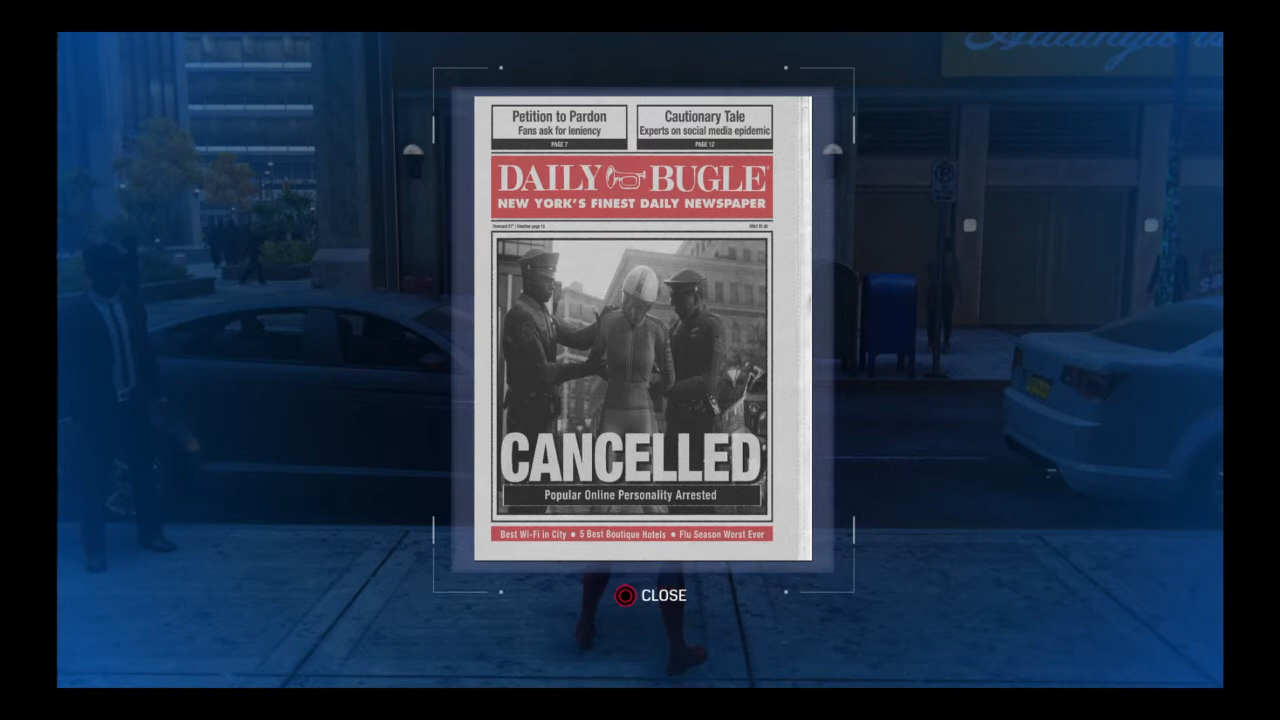 Petition to Pardon
Fans ask for leniency
PAGE 7
Cautionary Tale
Experts on social media epidemic
PAGE 12
DAILY BUGLE
NEW YORK'S FINEST DAILY NEWSPAPER
CANCELLED
Popular Online Personality Arrested
Best Wi-Fi in City • 5 Best Boutique Hotels • Flu Season Worst Ever
CLOSE